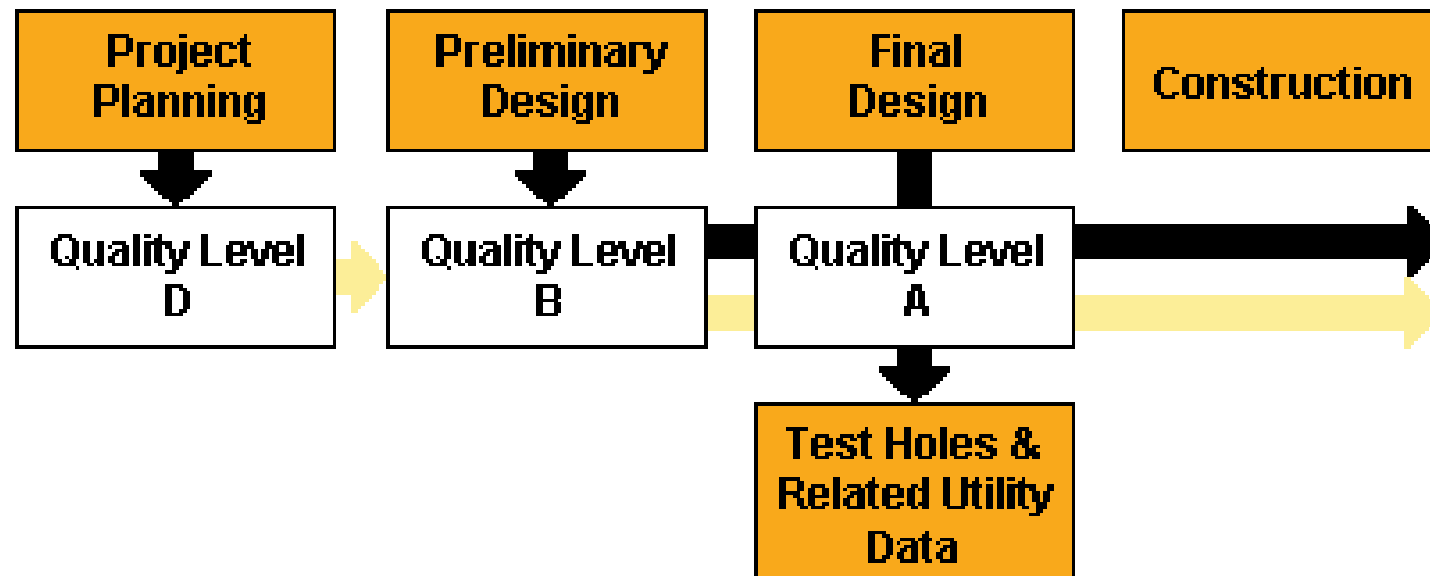 Project
Planning
Preliminary
Design
Final
Design
Construction
Quality Level
D
Quality Level
B
Quality Level
A
Test Holes &
Related Utility
Data